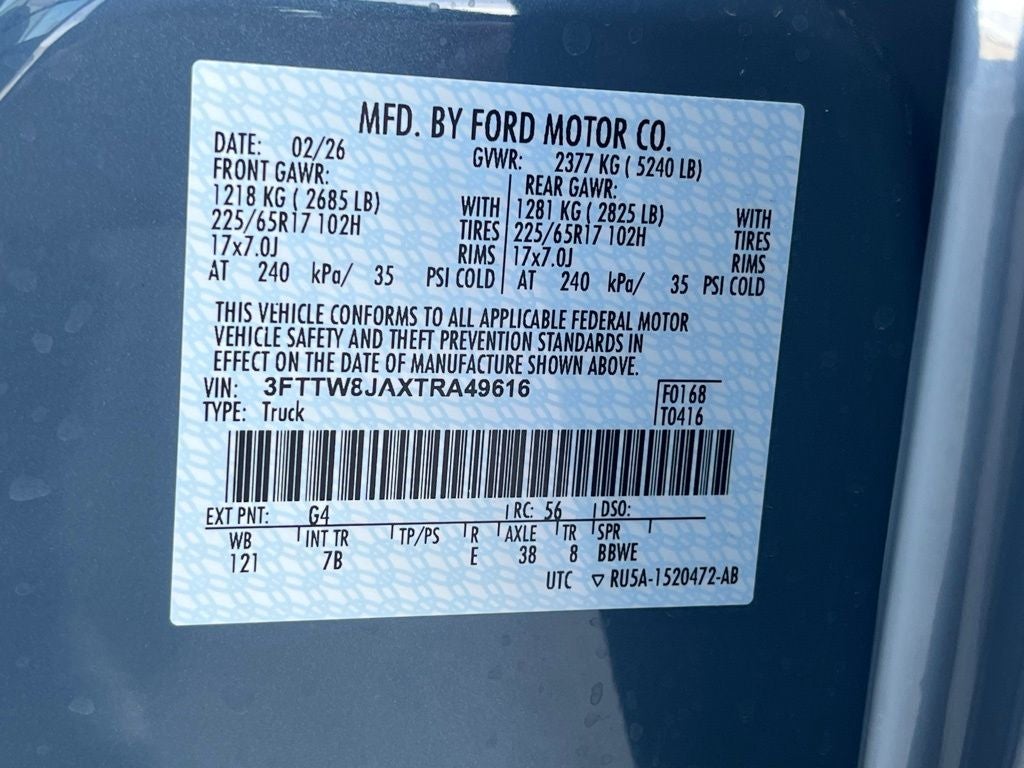 MFD. BY FORD MOTOR CO.
DATE: 02/26 GVWR: 2377 KG ( 5240 LB)
FRONT GAWR: REAR GAWR:
1218 KG ( 2685 LB) WITH 1281 KG ( 2825 LB) WITH
225/65R17 102H TIRES 225/65R17 102H TIRES
17x7.0J RIMS 17x7.0J RIMS
AT 240 kPa/ 35 PSI COLD AT 240 kPa/ 35 PSI COLD
THIS VEHICLE CONFORMS TO ALL APPLICABLE FEDERAL MOTOR
VEHICLE SAFETY AND THEFT PREVENTION STANDARDS IN
EFFECT ON THE DATE OF MANUFACTURE SHOWN ABOVE.
VIN: 3FTTW8JAXTRA49616 F0168
TYPE: Truck T0416
EXT PNT: G4 RC: 56 DSO:
WB INT TR TP/PS R AXLE TR SPR
121 7B E 38 8 BBWE
UTC ▽ RU5A-1520472-AB